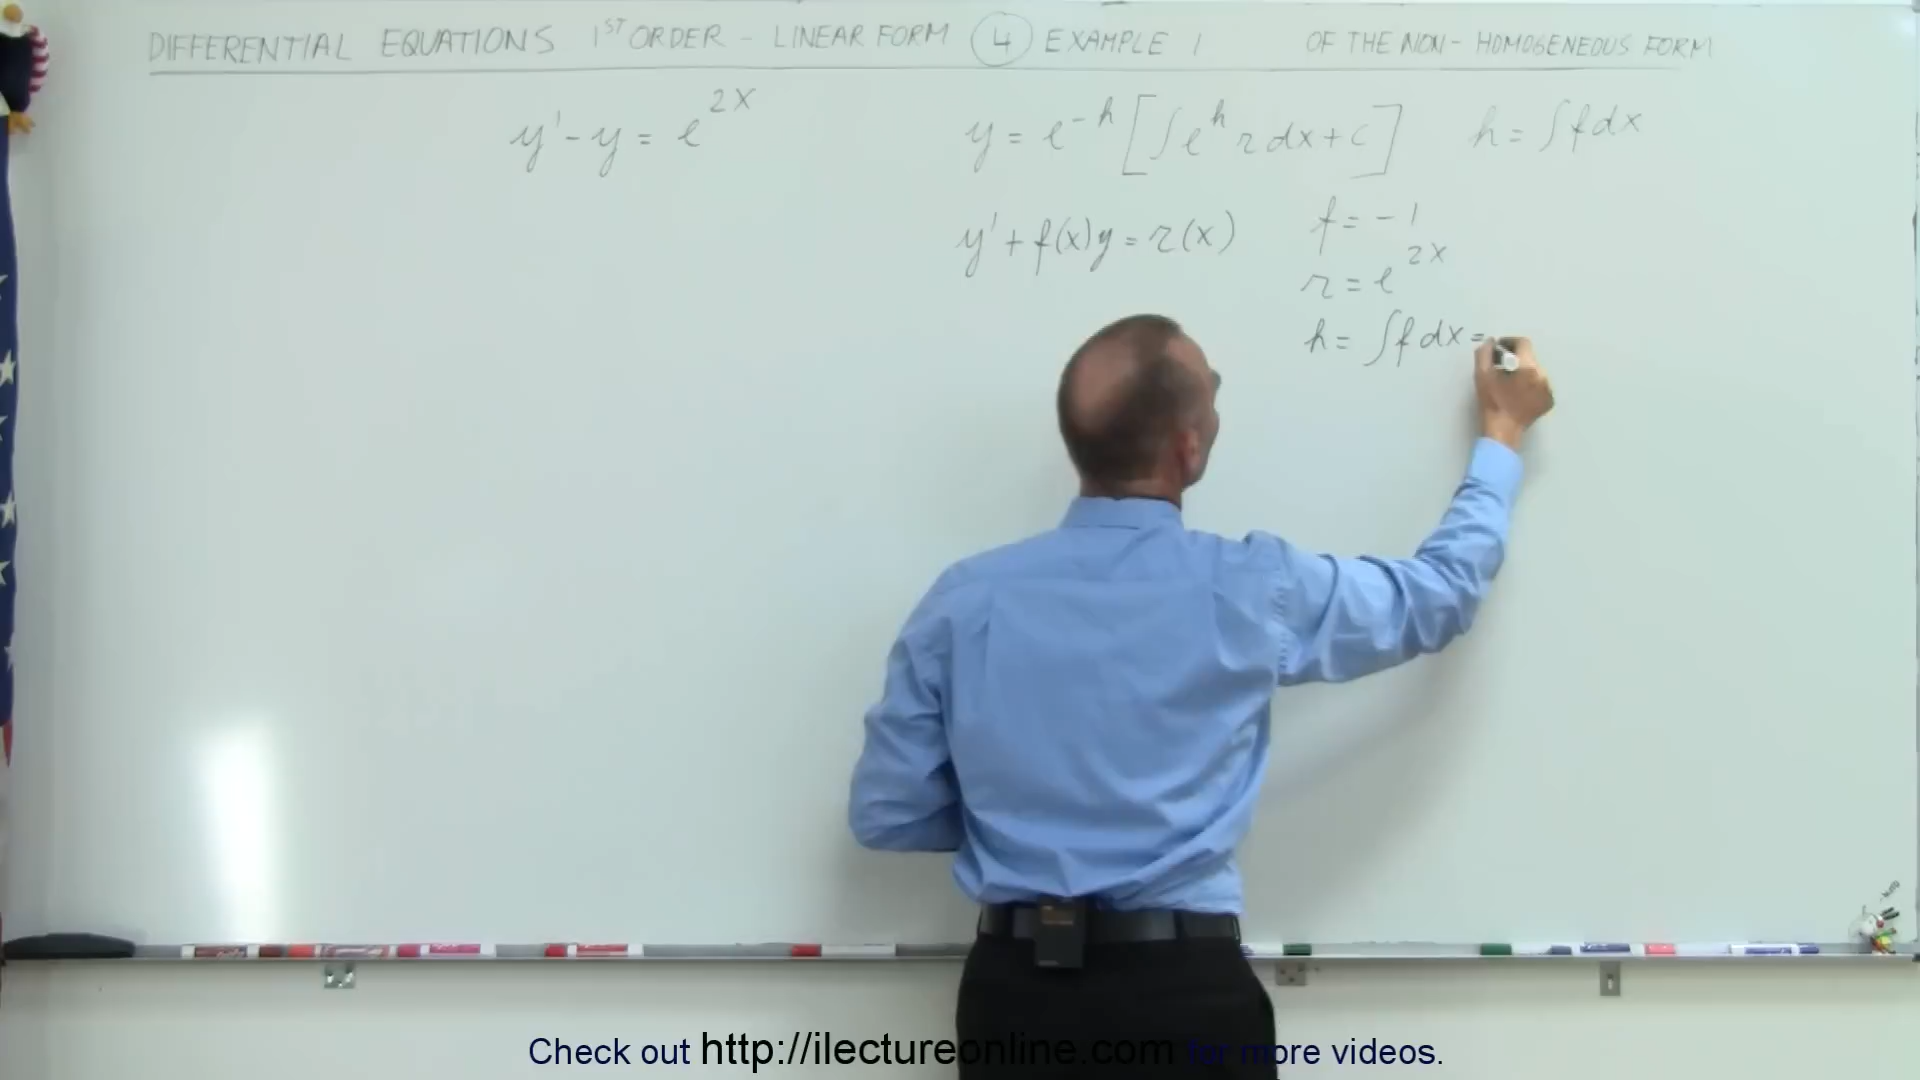 DIFFERENTIAL EQUATIONS 1ST ORDER - LINEAR FORM 4 EXAMPLE 1 OF THE NON-HOMOGENEOUS FORM
y' - y = e^{2x}
y = e^{-h} [∫e^h r dx + c] h = ∫f dx
y' + f(x)y = r(x)
f = -1
r = e^{2x}
h = ∫f dx =
Check out http://ilectureonline.com for more videos.